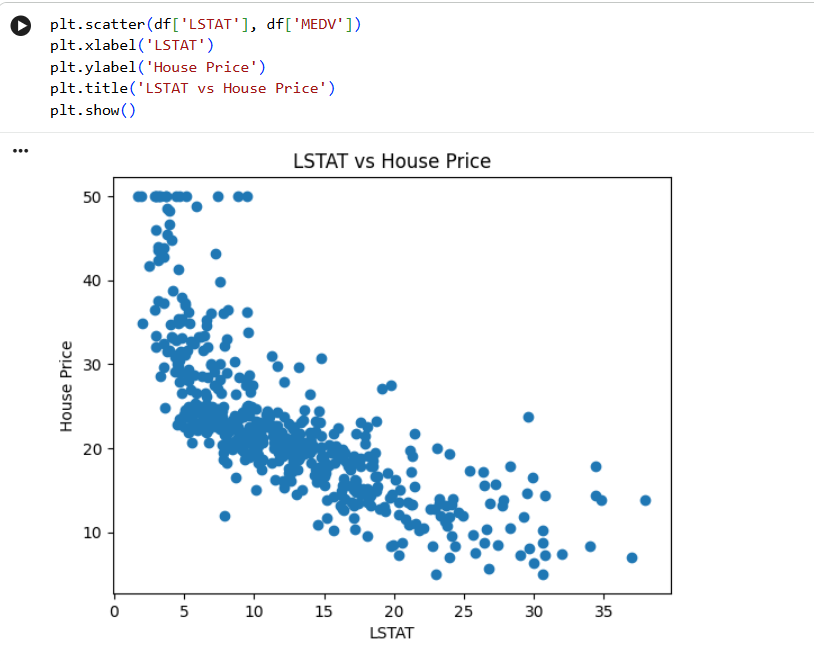 plt.scatter(df['LSTAT'], df['MEDV'])
plt.xlabel('LSTAT')
plt.ylabel('House Price')
plt.title('LSTAT vs House Price')
plt.show()
LSTAT vs House Price
House Price
50
40
30
20
10
0 5 10 15 20 25 30 35
LSTAT